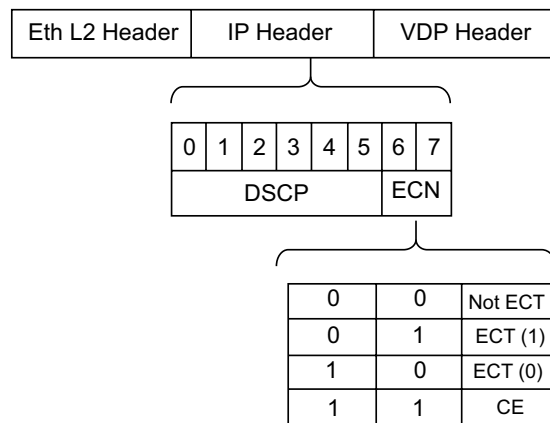 Eth L2 Header IP Header VDP Header
0 1 2 3 4 5 6 7
DSCP ECN
0 0 Not ECT
0 1 ECT (1)
1 0 ECT (0)
1 1 CE